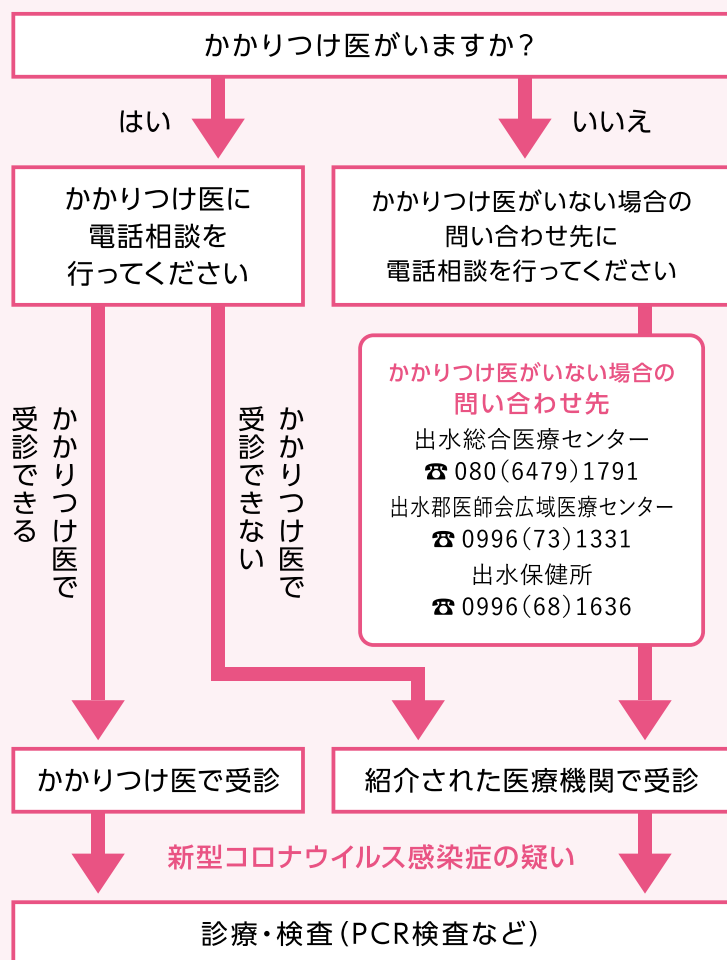 かかりつけ医がいますか？
はい
いいえ
かかりつけ医に
電話相談を
行ってください
かかりつけ医がいない場合の
問い合わせ先に
電話相談を行ってください
かかりつけ医で
受診できる
かかりつけ医で
受診できない
かかりつけ医がいない場合の
問い合わせ先
出水総合医療センター
☎080(6479)1791
出水郡医師会広域医療センター
☎0996(73)1331
出水保健所
☎0996(68)1636
かかりつけ医で受診
紹介された医療機関で受診
新型コロナウイルス感染症の疑い
診療・検査(PCR検査など)